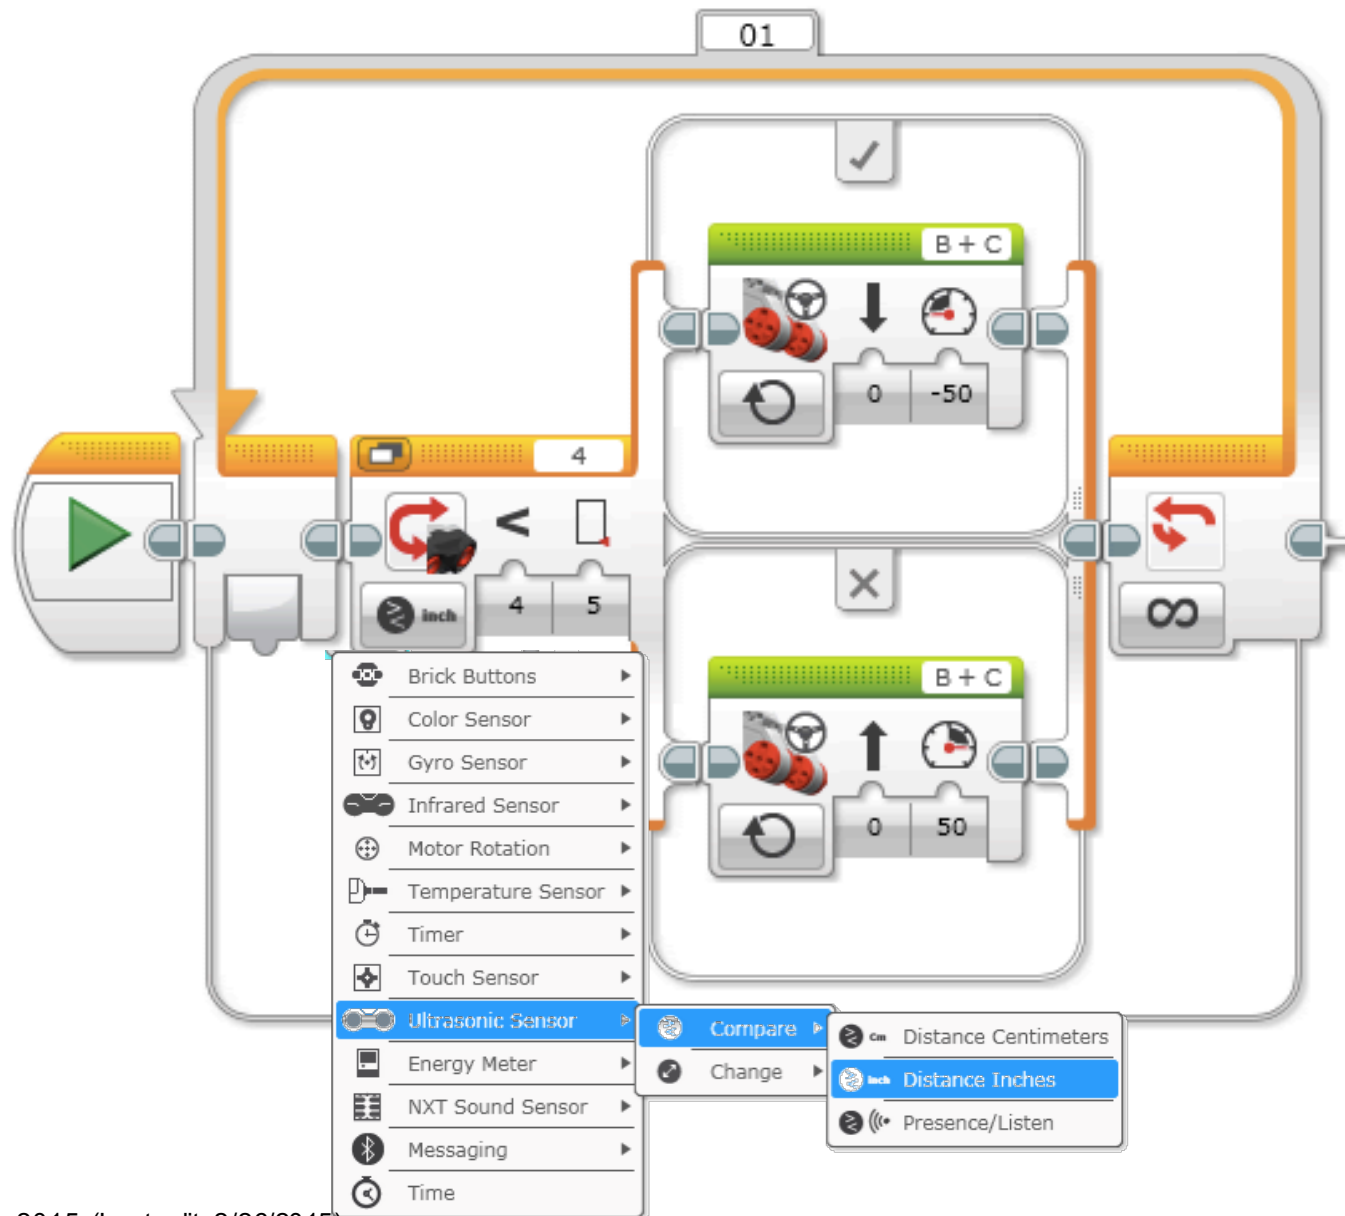 01
B + C
0 -50
4
<
inch 4 5
∞
B + C
0 50
Brick Buttons
Color Sensor
Gyro Sensor
Infrared Sensor
Motor Rotation
Temperature Sensor
Timer
Touch Sensor
Ultrasonic Sensor
Energy Meter
NXT Sound Sensor
Messaging
Time
Compare
Change
Cm Distance Centimeters
inch Distance Inches
Presence/Listen